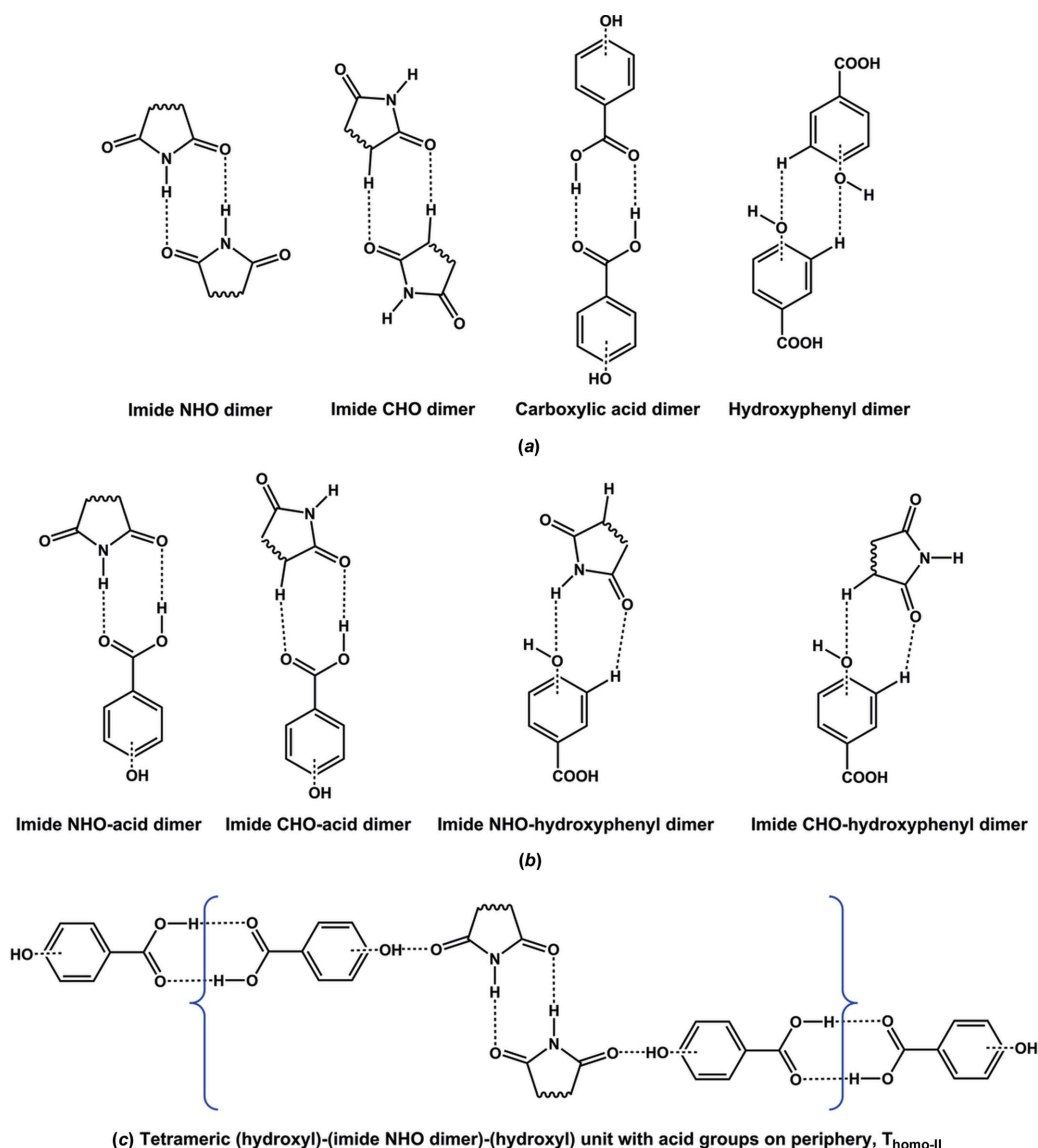 O O
N
H
H
N
O O
O H
N
O
H
H
O
N
H O
OH
O O
H
H
O O
HO
COOH
H
O H
H O
H
COOH
Imide NHO dimer Imide CHO dimer Carboxylic acid dimer Hydroxyphenyl dimer
(a)
O O
N
H
H
O O
OH
O H
N
O
H
H
O O
OH
H
O
N
H O
H O
H
COOH
O
N H
H
O
H O
H
COOH
Imide NHO-acid dimer Imide CHO-acid dimer Imide NHO-hydroxyphenyl dimer Imide CHO-hydroxyphenyl dimer
(b)
O H O O O
HO OH
O H O N
H
H
N O H O
O O HO OH
O H O
(c) Tetrameric (hydroxyl)-(imide NHO dimer)-(hydroxyl) unit with acid groups on periphery, Thomo-II